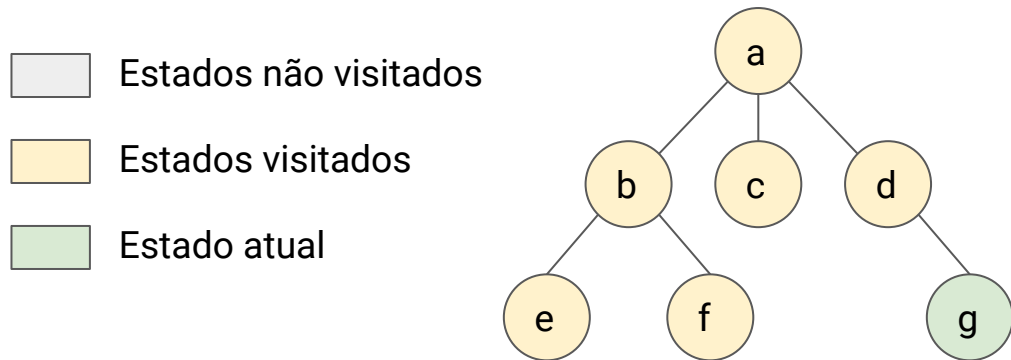 Estados não visitados
Estados visitados
Estado atual
a
b c d
e f g